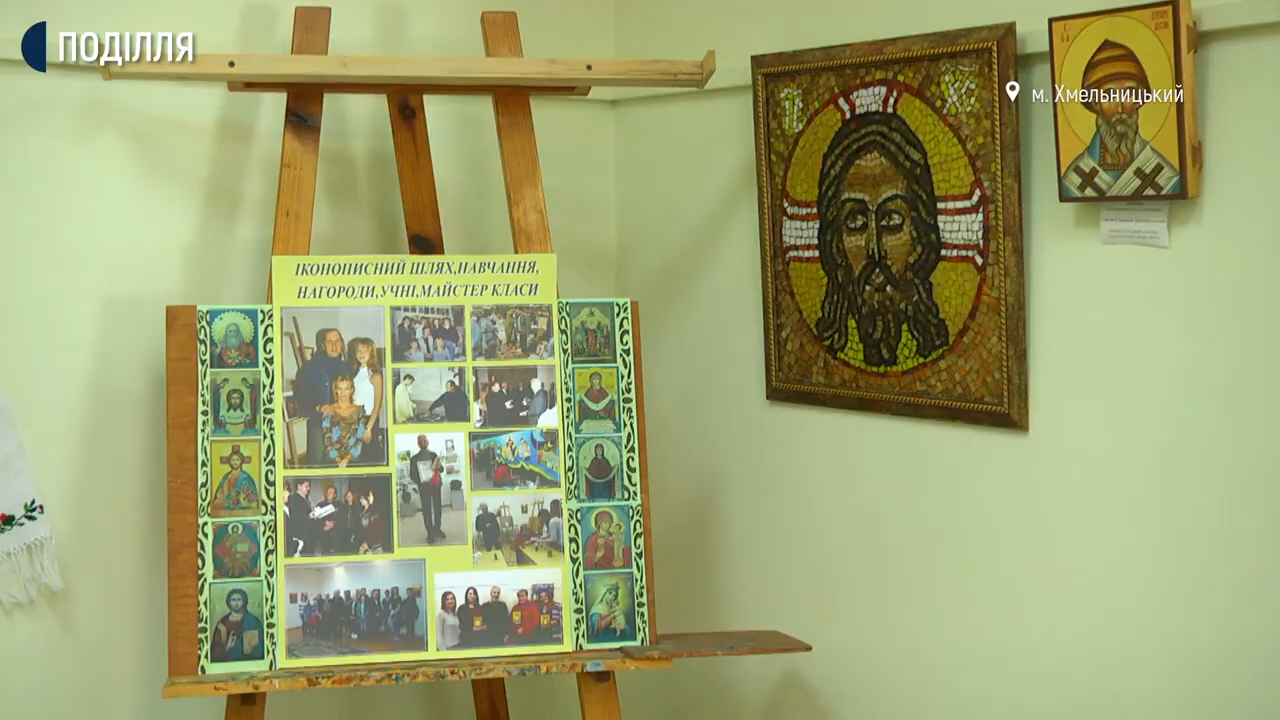 ПОДІЛЛЯ
м. Хмельницький
ІКОНОПИСНИЙ ШЛЯХ,НАВЧАННЯ,
НАГОРОДИ,УЧНІ,МАЙСТЕР КЛАСИ